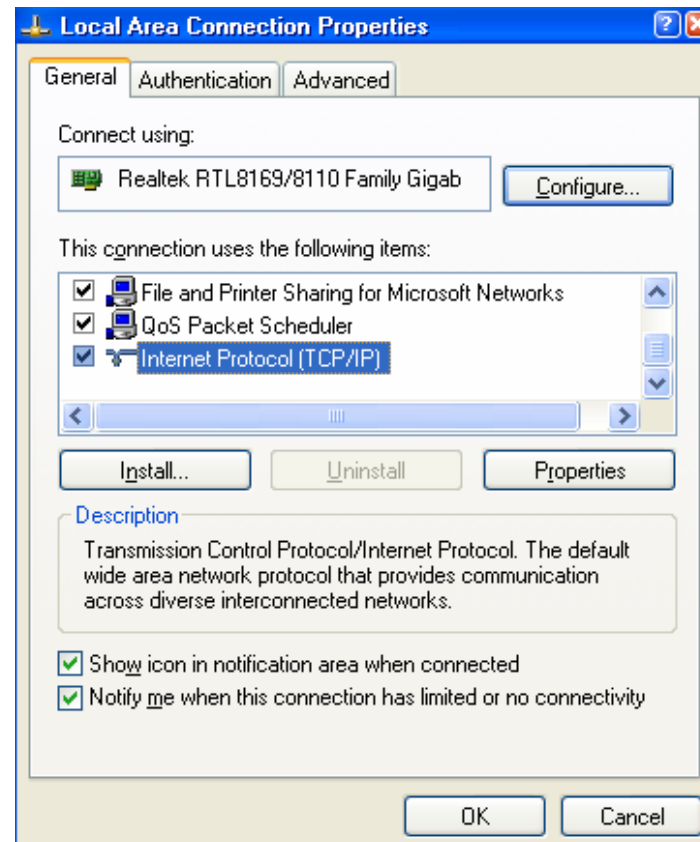 Local Area Connection Properties
General Authentication Advanced
Connect using:
Realtek RTL8169/8110 Family Gigab
Configure...
This connection uses the following items:
File and Printer Sharing for Microsoft Networks
QoS Packet Scheduler
Internet Protocol (TCP/IP)
Install... Uninstall Properties
Description
Transmission Control Protocol/Internet Protocol. The default
wide area network protocol that provides communication
across diverse interconnected networks.
Show icon in notification area when connected
Notify me when this connection has limited or no connectivity
OK Cancel